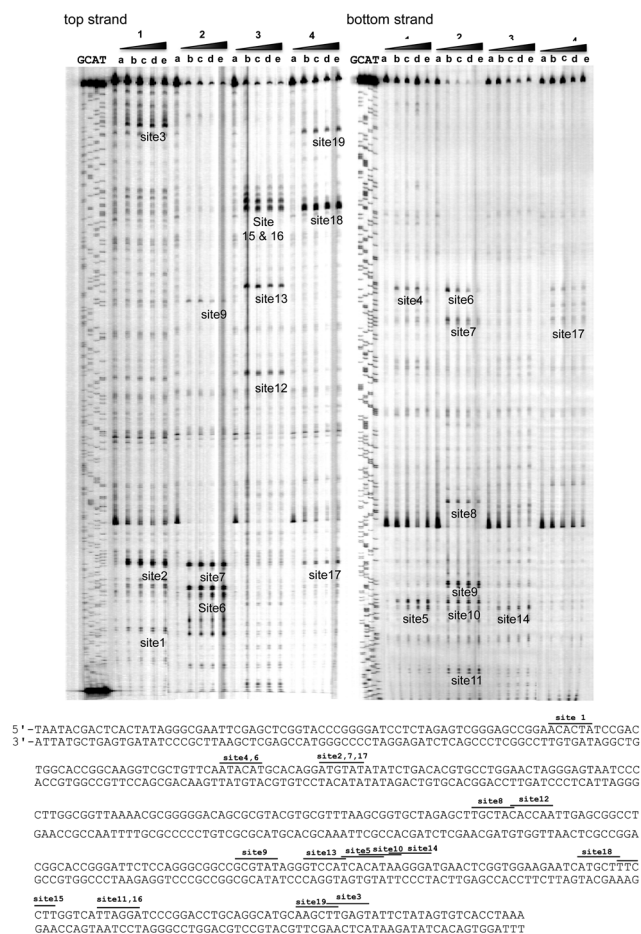 top strand
bottom strand
1 2 3 4
1 2 3 4
GCAT a b c d e a b c d e a b c d e a b c d e
GCAT a b c d e a b c d e a b c d e a b c d e
site3
site19
Site
15 & 16
site18
site13
site9
site12
site2
site7
site17
Site6
site1
site4
site6
site7
site17
site8
site9
site5
site10
site14
site11
site 1
5'-TAATACGACTCACTATAGGGCGAATTCGAGCTCGGTACCCGGGGATCCTCTAGAGTCGGGAGCCGGAACACTATCCGAC
3'-ATTATGCTGAGTGATATCCCGCTTAAGCTCGAGCCATGGGCCCCTAGGAGATCTCAGCCCTCGGCCTTGTGATAGGCTG
site4,6 site2,7,17
TGGCACCGGCAAGGTCGCTGTTCAATACATGCACAGGATGTATATATCTGACACGTGCCTGGAACTAGGGAGTAATCCC
ACCGTGGCCGTTCCAGCGACAAGTTATGTACGTGTCCTACATATATAGACTGTGCACGGACCTTGATCCCTCATTAGGG
site8 site12
CTTGGCGGTTAAAACGCGGGGGACAGCGCGTACGTGCGTTTAAGCGGTGCTAGAGCTTGCTACACCAATTGAGCGGCCT
GAACCGCCAATTTTGCGCCCCCTGTCGCGCATGCACGCAAATTCGCCACGATCTCGAACGATGTGGTTAACTCGCCGGA
site9 site13 site5 site10 site14 site18
CGGCACCGGGATTCTCCAGGGCGGCCGCGTATAGGGTCCATCACATAAGGGATGAACTCGGTGGAAGAATCATGCTTTC
GCCGTGGCCCTAAGAGGTCCCGCCGGCGCATATCCCAGGTAGTGTATTCCCTACTTGAGCCACCTTCTTAGTACGAAAG
site15 site11,16 site19 site3
CTTGGTCATTAGGATCCCGGACCTGCAGGCATGCAAGCTTGAGTATTCTATAGTGTCACCTAAA
GAACCAGTAATCCTAGGGCCTGGACGTCCGTACGTTCGAACTCATAAGATATCACAGTGGATTT